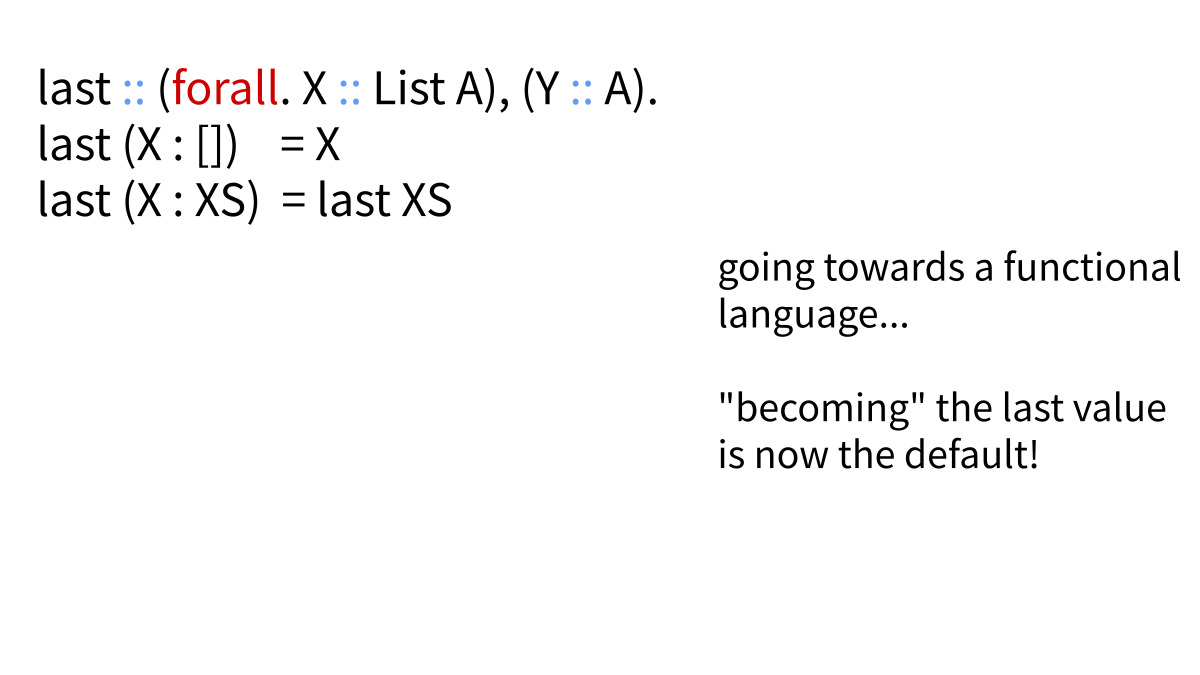 last :: (forall. X :: List A), (Y :: A).
last (X : []) = X
last (X : XS) = last XS
going towards a functional
language...
"becoming" the last value
is now the default!